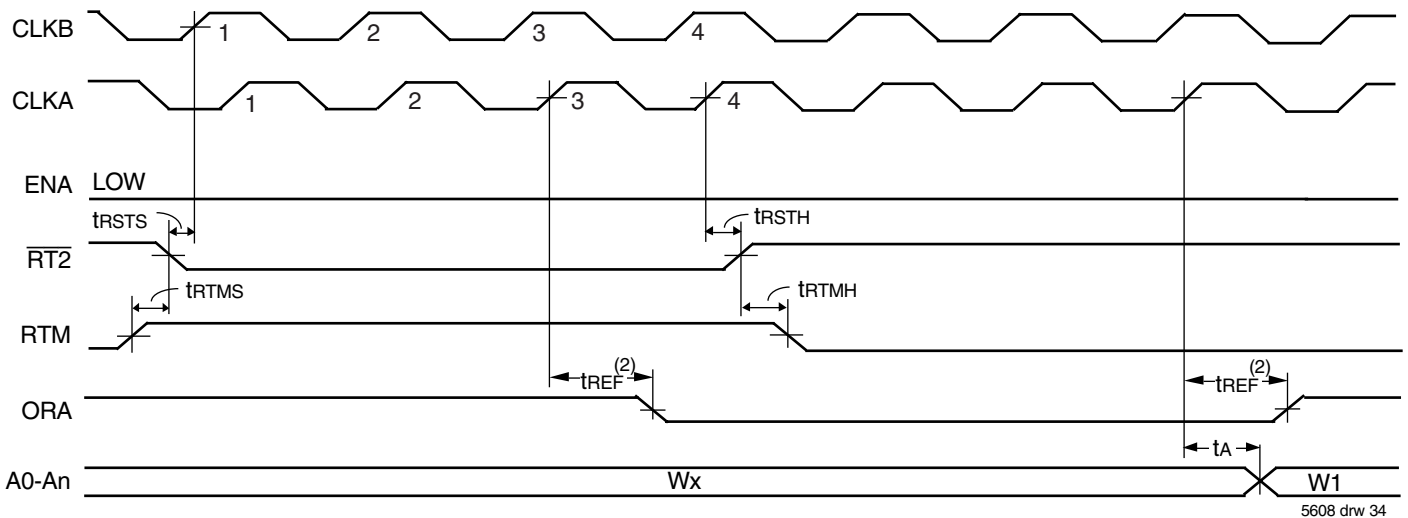 CLKB 1 2 3 4
CLKA 1 2 3 4
ENA LOW
tRSTS tRSTH
RT2
tRTMS tRTMH
RTM
tREF(2) tREF(2)
ORA
tA
A0-An Wx W1
5608 drw 34